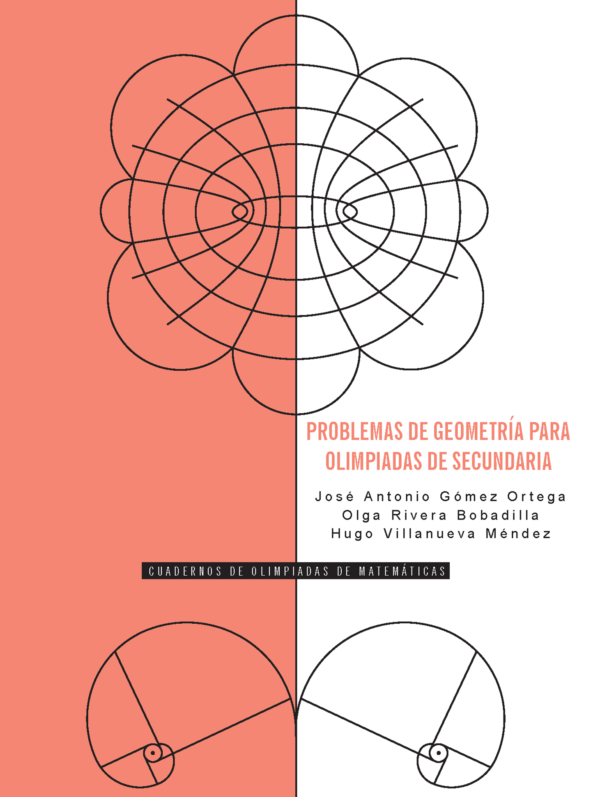 PROBLEMAS DE GEOMETRÍA PARA
OLIMPIADAS DE SECUNDARIA
José Antonio Gómez Ortega
Olga Rivera Bobadilla
Hugo Villanueva Méndez
CUADERNOS DE OLIMPIADAS DE MATEMÁTICAS